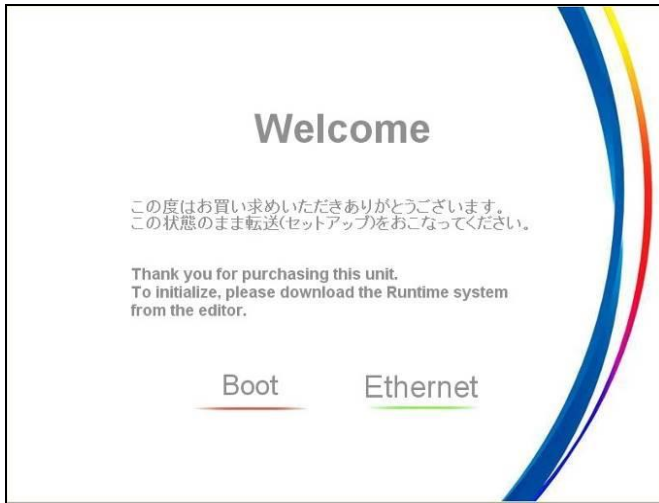 Welcome
この度はお買い求めいただきありがとうございます。
この状態のまま転送(セットアップ)をおこなってください。
Thank you for purchasing this unit.
To initialize, please download the Runtime system
from the editor.
Boot
Ethernet